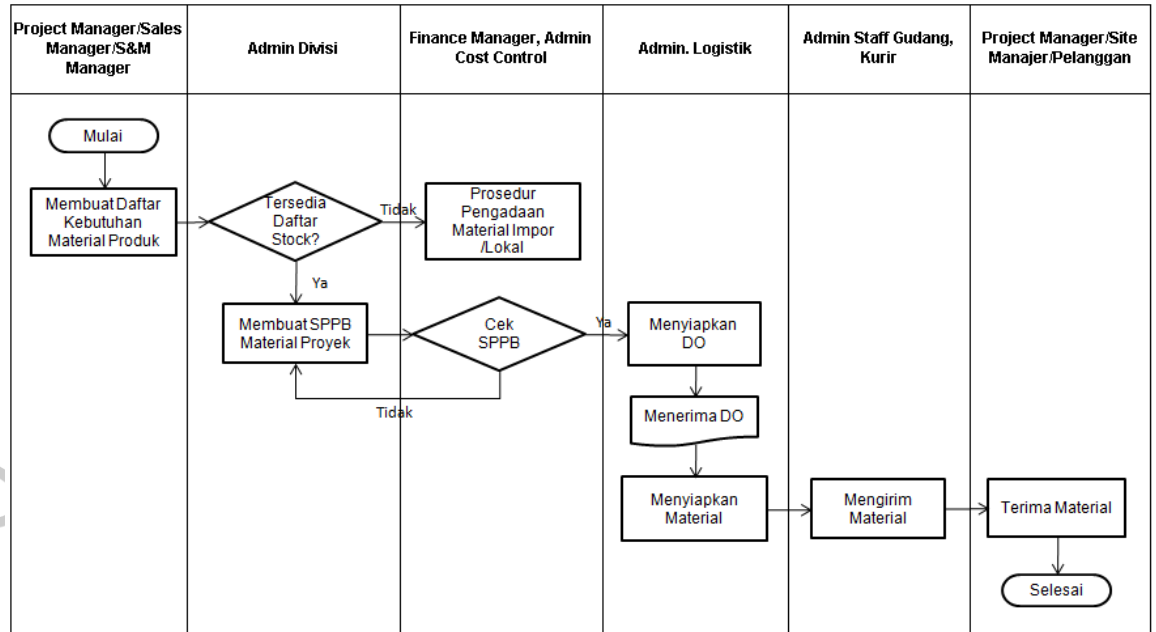 Project Manager/Sales
Manager/S&M
Manager
Admin Divisi
Finance Manager, Admin
Cost Control
Admin. Logistik
Admin Staff Gudang,
Kurir
Project Manager/Site
Manajer/Pelanggan
Mulai
Membuat Daftar
Kebutuhan
Material Produk
Tersedia
Daftar
Stock?
Tidak
Prosedur
Pengadaan
Material Impor
/Lokal
Ya
Membuat SPPB
Material Proyek
Cek
SPPB
Ya
Menyiapkan
DO
Tidak
Menerima DO
Menyiapkan
Material
Mengirim
Material
Terima Material
Selesai